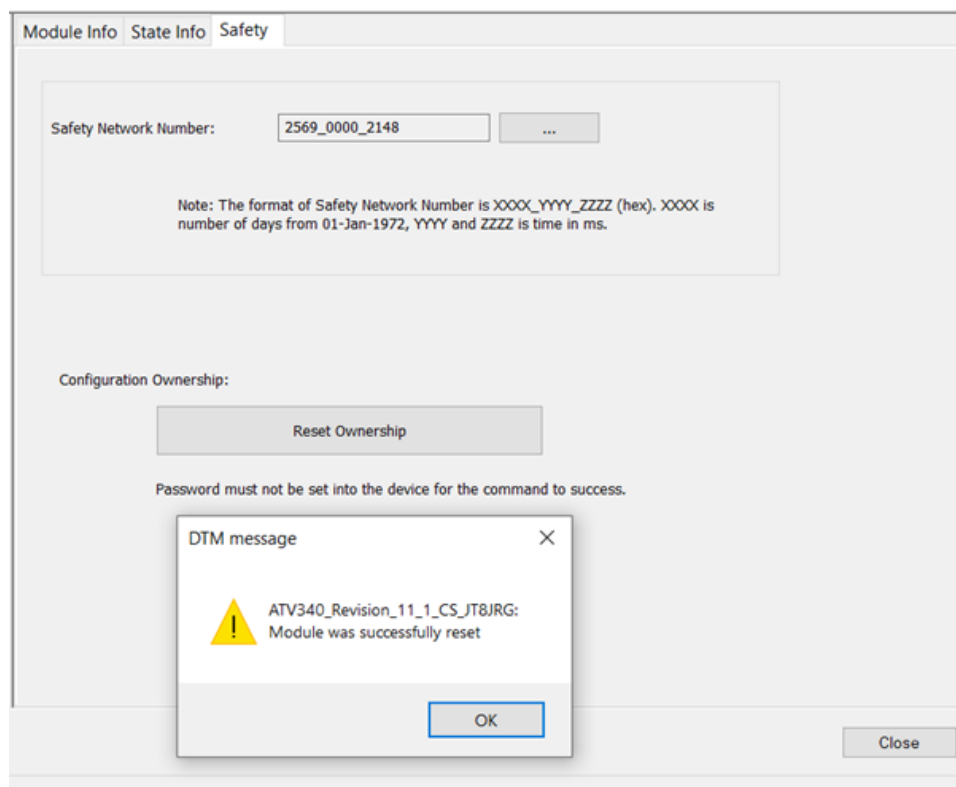 Module Info State Info Safety
Safety Network Number: 2569_0000_2148 ...
Note: The format of Safety Network Number is XXXX_YYYY_ZZZZ (hex). XXXX is
number of days from 01-Jan-1972, YYYY and ZZZZ is time in ms.
Configuration Ownership:
Reset Ownership
Password must not be set into the device for the command to success.
DTM message
ATV340_Revision_11_1_CS_JT8JRG:
Module was successfully reset
OK
Close